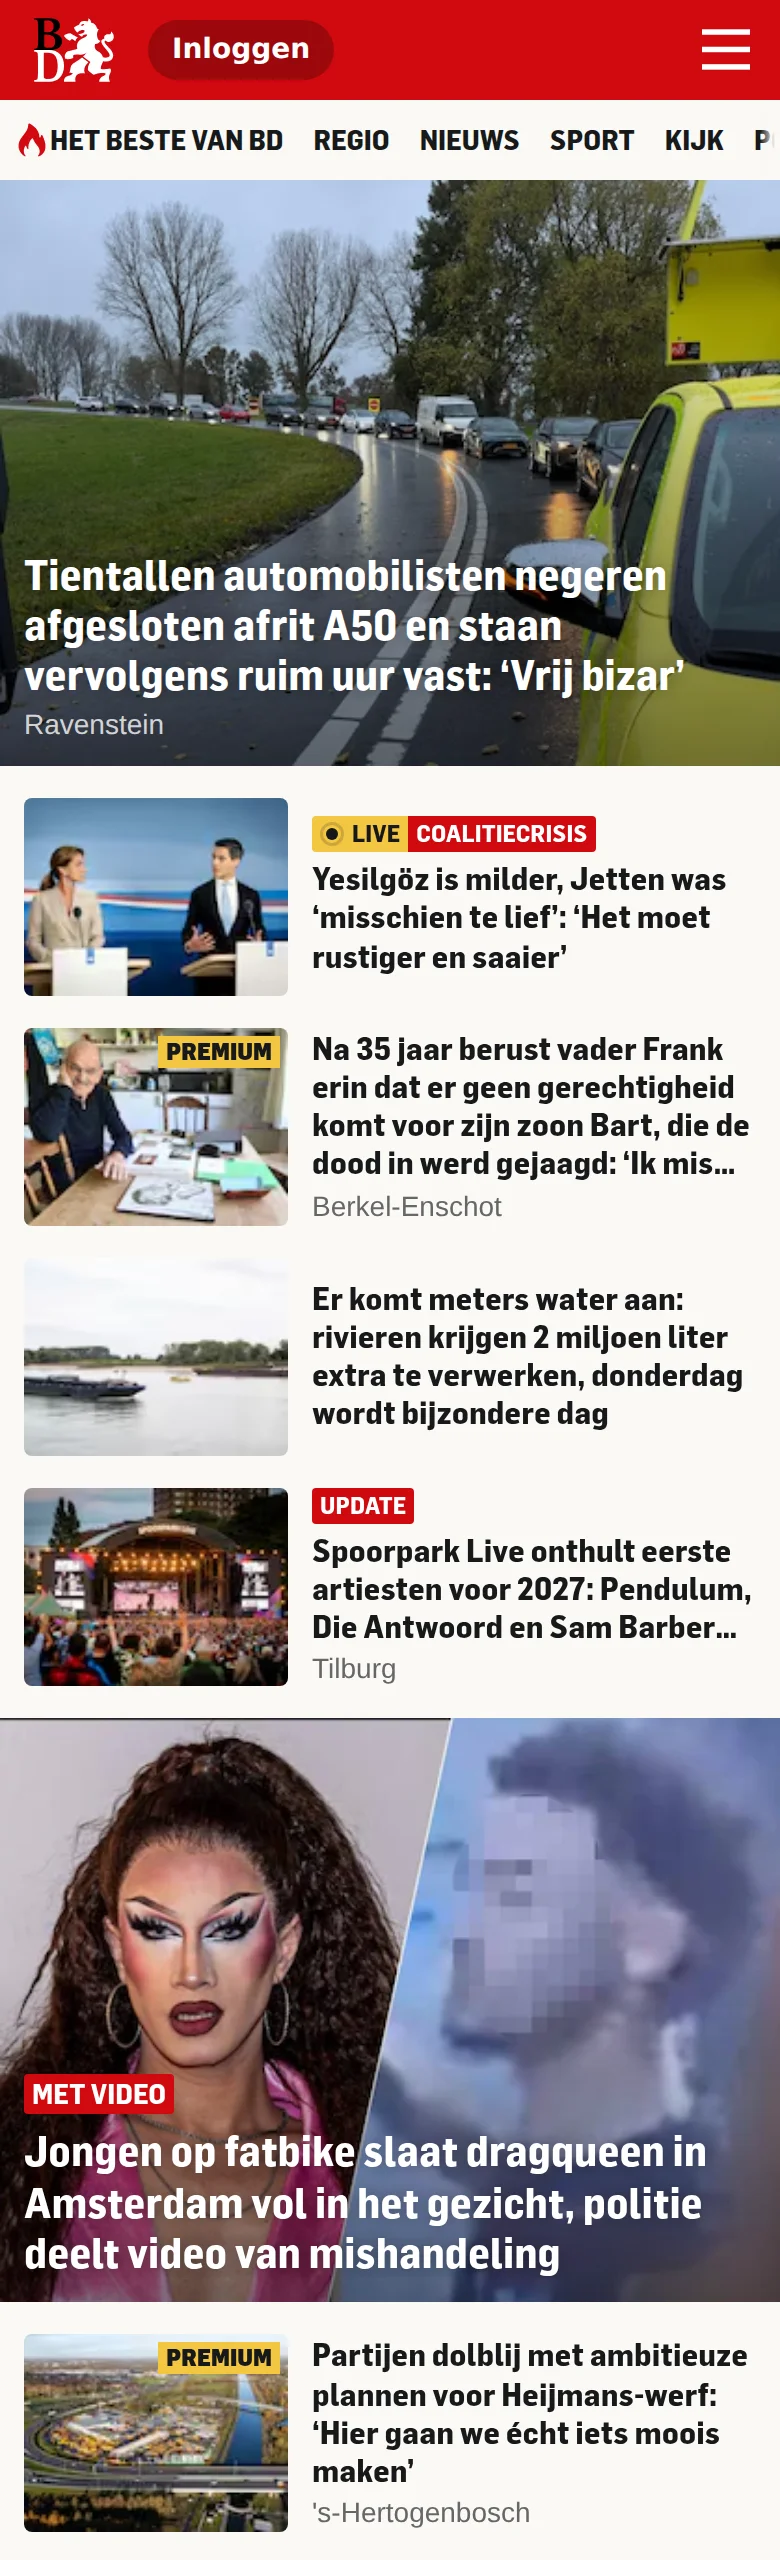 BD
Inloggen
HET BESTE VAN BD REGIO NIEUWS SPORT KIJK
Tientallen automobilisten negeren
afgesloten afrit A50 en staan
vervolgens ruim uur vast: ‘Vrij bizar’
Ravenstein
LIVE COALITIECRISIS
Yesilgöz is milder, Jetten was
‘misschien te lief’: ‘Het moet
rustiger en saaier’
PREMIUM
Na 35 jaar berust vader Frank
erin dat er geen gerechtigheid
komt voor zijn zoon Bart, die de
dood in werd gejaagd: ‘Ik mis...
Berkel-Enschot
Er komt meters water aan:
rivieren krijgen 2 miljoen liter
extra te verwerken, donderdag
wordt bijzondere dag
UPDATE
Spoorpark Live onthult eerste
artiesten voor 2027: Pendulum,
Die Antwoord en Sam Barber...
Tilburg
MET VIDEO
Jongen op fatbike slaat dragqueen in
Amsterdam vol in het gezicht, politie
deelt video van mishandeling
PREMIUM
Partijen dolblij met ambitieuze
plannen voor Heijmans-werf:
‘Hier gaan we écht iets moois
maken’
's-Hertogenbosch